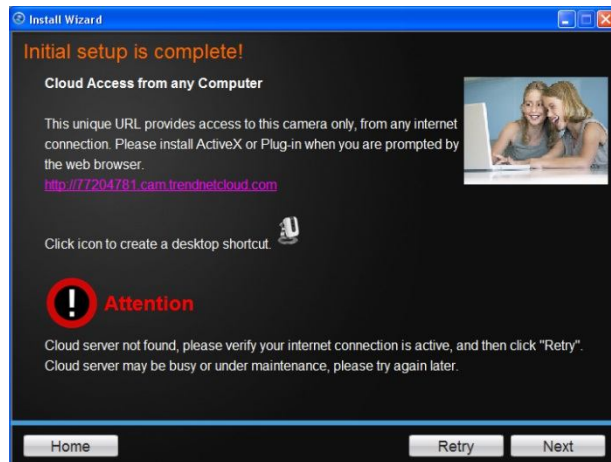 Install Wizard
Initial setup is complete!
Cloud Access from any Computer
This unique URL provides access to this camera only, from any internet
connection. Please install ActiveX or Plug-in when you are prompted by
the web browser.
http://77204781.cam.trendnetcloud.com
Click icon to create a desktop shortcut.
Attention
Cloud server not found, please verify your internet connection is active, and then click "Retry".
Cloud server may be busy or under maintenance, please try again later.
Home
Retry
Next